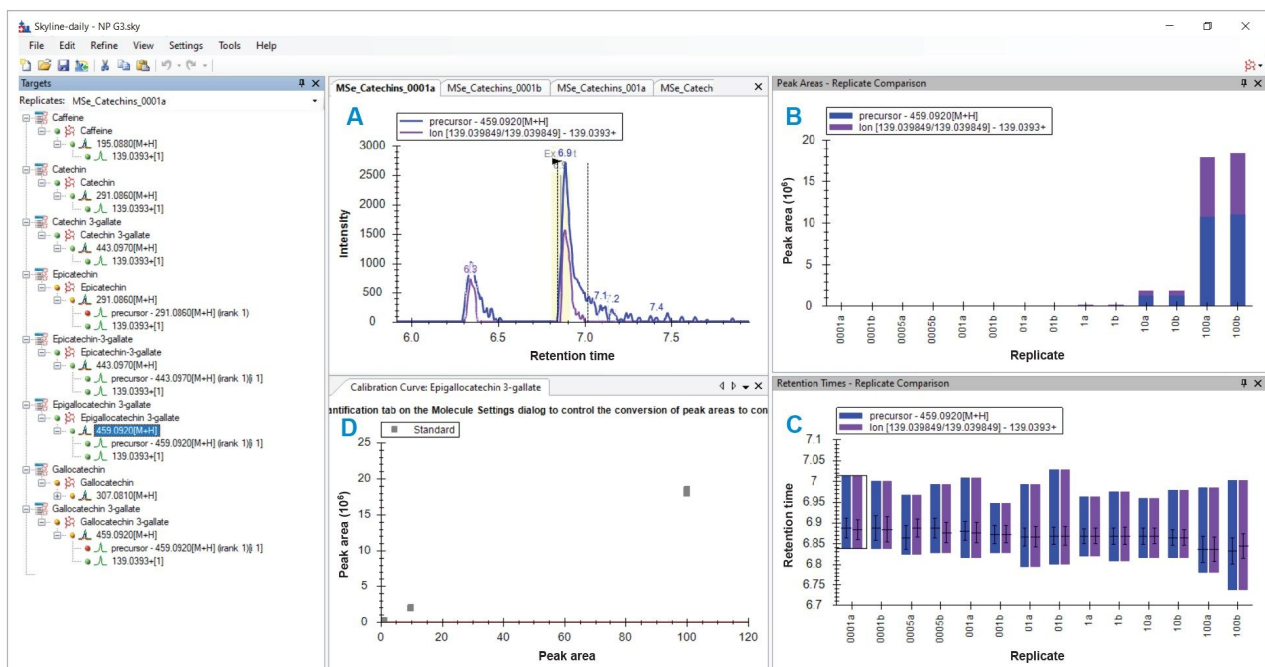 Skyline-daily - NP G3.sky
File Edit Refine View Settings Tools Help
Targets
Replicates: MSe_Catechins_0001a
Caffeine
Caffeine
195.0880[M+H]
139.0393+[1]
Catechin
Catechin
291.0860[M+H]
139.0393+[1]
Catechin 3-gallate
Catechin 3-gallate
443.0970[M+H]
139.0393+[1]
Epicatechin
Epicatechin
291.0860[M+H]
precursor - 291.0860[M+H] (irank 1)
139.0393+[1]
Epicatechin-3-gallate
Epicatechin-3-gallate
443.0970[M+H]
precursor - 443.0970[M+H] (irank 1)§ 1]
139.0393+[1]
Epigallocatechin 3-gallate
Epigallocatechin 3-gallate
459.0920[M+H]
precursor - 459.0920[M+H] (irank 1)§ 1]
139.0393+[1]
Gallocatechin
Gallocatechin
307.0810[M+H]
Gallocatechin 3-gallate
Gallocatechin 3-gallate
459.0920[M+H]
precursor - 459.0920[M+H] (irank 1)§ 1]
139.0393+[1]
MSe_Catechins_0001a MSe_Catechins_0001b MSe_Catechins_001a MSe_Catech
A
precursor - 459.0920[M+H]
Ion [139.039849/139.039849] - 139.0393+
3000
2500
2000
1500
1000
500
0
Intensity
Ex 6.9 t
6.3
7.1 7.2
7.4
6.0 6.5 7.0 7.5
Retention time
Peak Areas - Replicate Comparison
B
precursor - 459.0920[M+H]
Ion [139.039849/139.039849] - 139.0393+
20
15
10
5
0
Peak area (10⁶)
0001a 0001b 0005a 0005b 001a 001b 01a 01b 1a 1b 10a 10b 100a 100b
Replicate
Calibration Curve: Epigallocatechin 3-gallate
antification tab on the Molecule Settings dialog to control the conversion of peak areas to con
D
Standard
25
20
15
10
5
0
Peak area (10⁶)
0 20 40 60 80 100 120
Peak area
Retention Times - Replicate Comparison
C
precursor - 459.0920[M+H]
Ion [139.039849/139.039849] - 139.0393+
7.1
7.05
7
6.95
6.9
6.85
6.8
6.75
6.7
Retention time
0001a 0001b 0005a 0005b 001a 001b 01a 01b 1a 1b 10a 10b 100a 100b
Replicate